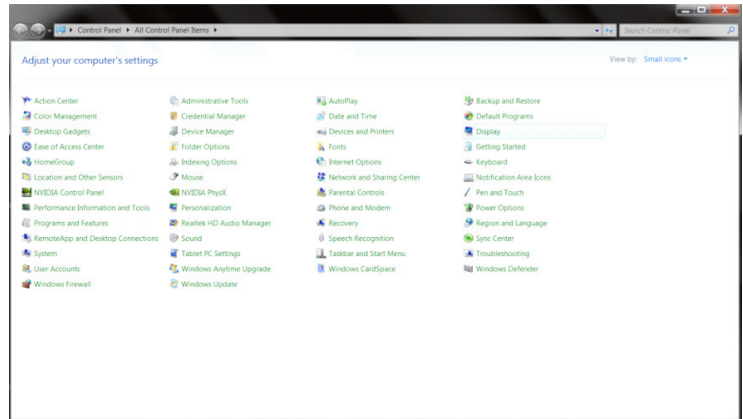 Control Panel All Control Panel Items Search Control Panel
Adjust your computer's settings View by: Small icons
Action Center Administrative Tools AutoPlay Backup and Restore
Color Management Credential Manager Date and Time Default Programs
Desktop Gadgets Device Manager Devices and Printers Display
Ease of Access Center Folder Options Fonts Getting Started
HomeGroup Indexing Options Internet Options Keyboard
Location and Other Sensors Mouse Network and Sharing Center Notification Area Icons
NVIDIA Control Panel NVIDIA PhysX Parental Controls Pen and Touch
Performance Information and Tools Personalization Phone and Modem Power Options
Programs and Features Realtek HD Audio Manager Recovery Region and Language
RemoteApp and Desktop Connections Sound Speech Recognition Sync Center
System Tablet PC Settings Taskbar and Start Menu Troubleshooting
User Accounts Windows Anytime Upgrade Windows CardSpace Windows Defender
Windows Firewall Windows Update